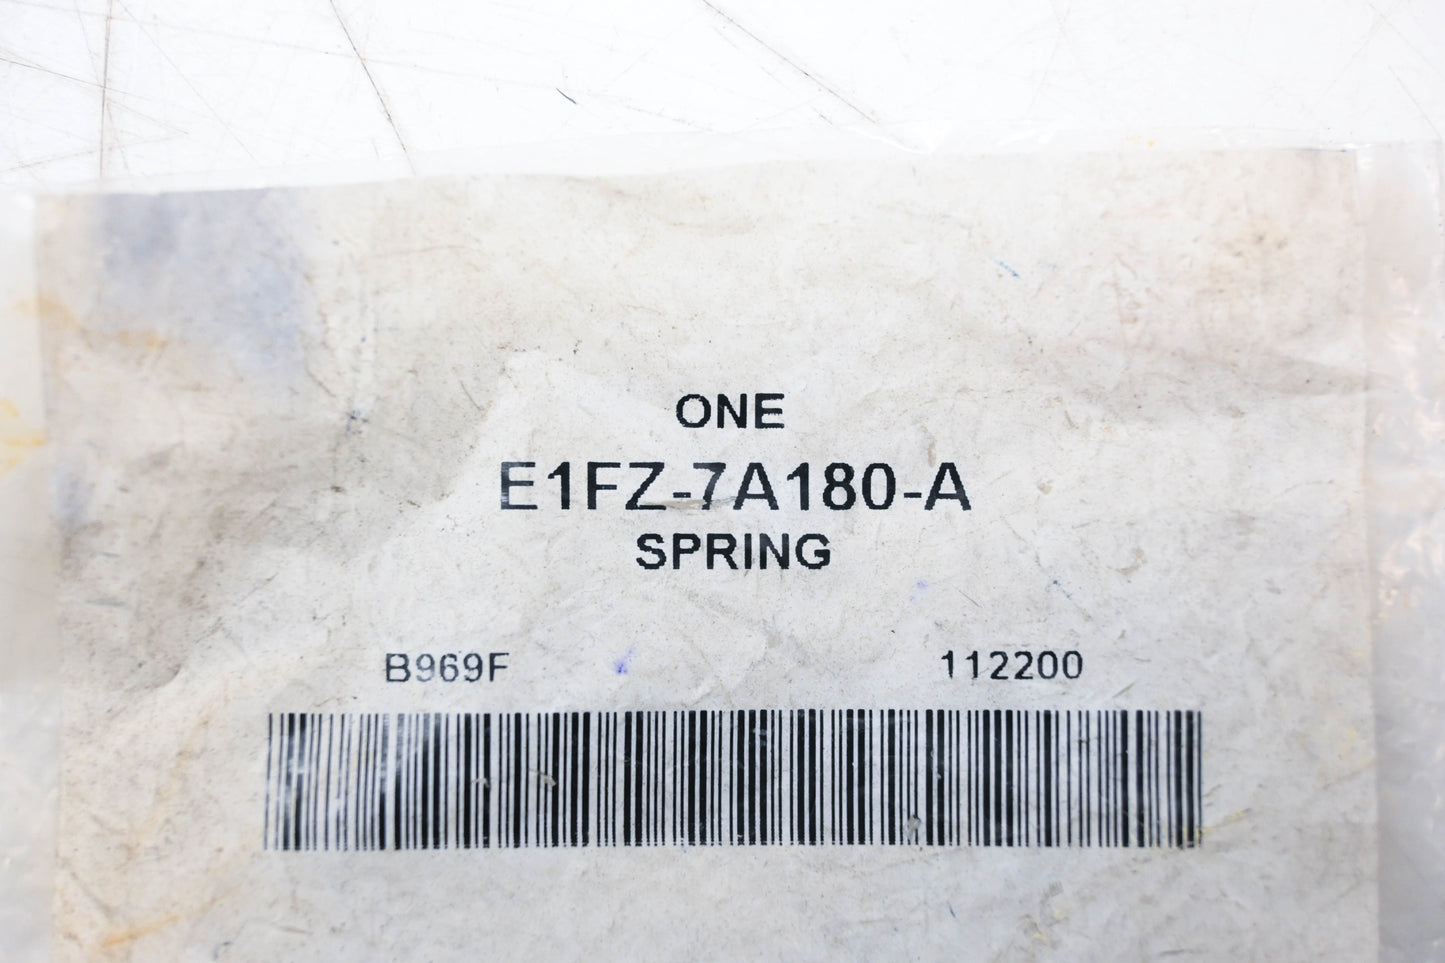 ONE
E1FZ-7A180-A
SPRING
B969F 112200